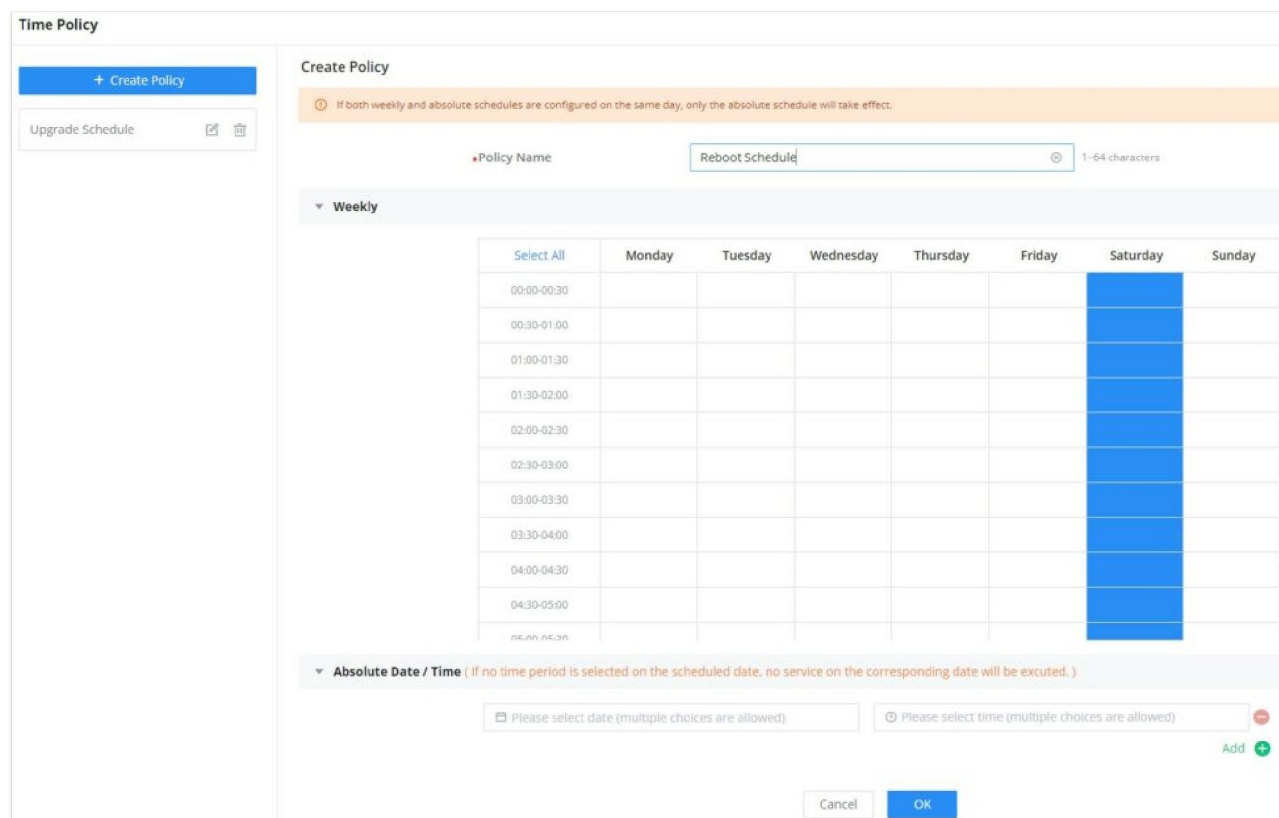 Time Policy
+ Create Policy
Upgrade Schedule
Create Policy
If both weekly and absolute schedules are configured on the same day, only the absolute schedule will take effect.
Policy Name Reboot Schedule 1~64 characters
Weekly
Select All Monday Tuesday Wednesday Thursday Friday Saturday Sunday
00:00-00:30
00:30-01:00
01:00-01:30
01:30-02:00
02:00-02:30
02:30-03:00
03:00-03:30
03:30-04:00
04:00-04:30
04:30-05:00
05:00-05:30
Absolute Date / Time ( If no time period is selected on the scheduled date, no service on the corresponding date will be excuted. )
Please select date (multiple choices are allowed) Please select time (multiple choices are allowed)
Add
Cancel OK